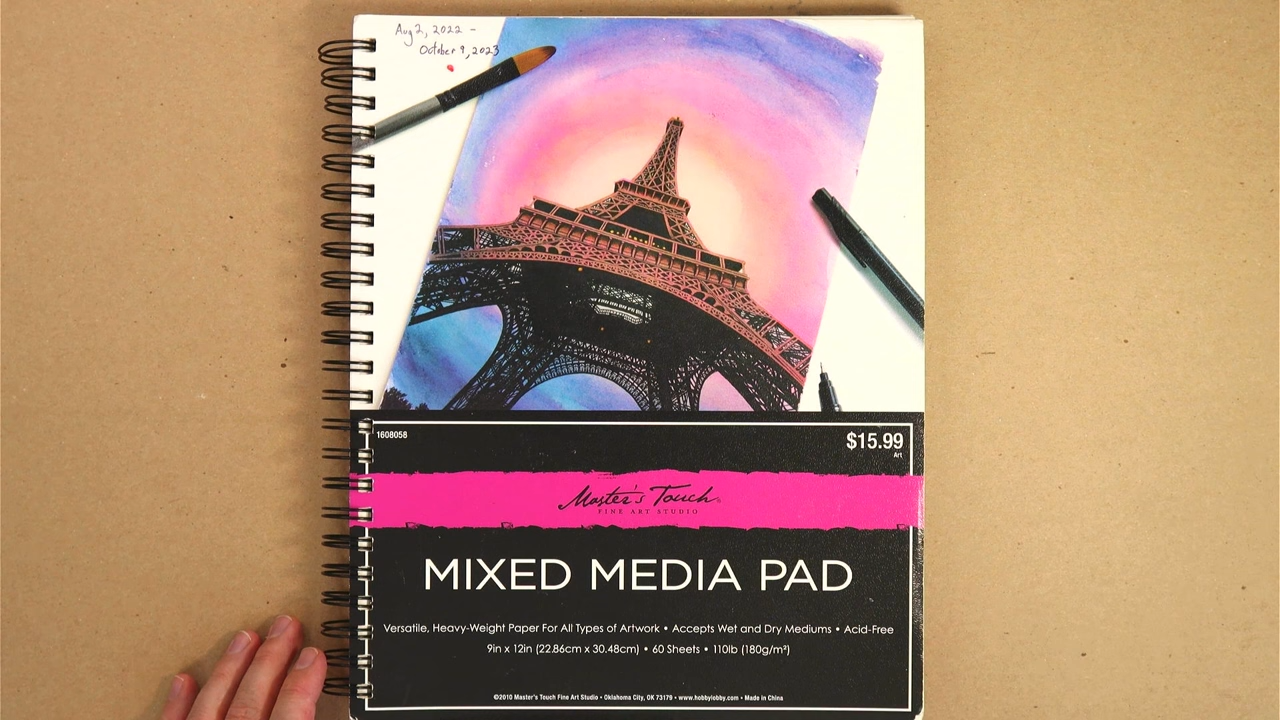 Aug 2, 2022 -
October 9, 2023
1608058
$15.99
Art
Master's Touch®
FINE ART STUDIO
MIXED MEDIA PAD
Versatile, Heavy-Weight Paper For All Types of Artwork • Accepts Wet and Dry Mediums • Acid-Free
9in x 12in (22.86cm x 30.48cm) • 60 Sheets • 110lb (180g/m²)
©2010 Master's Touch Fine Art Studio • Oklahoma City, OK 73179 • www.hobbylobby.com • Made in China